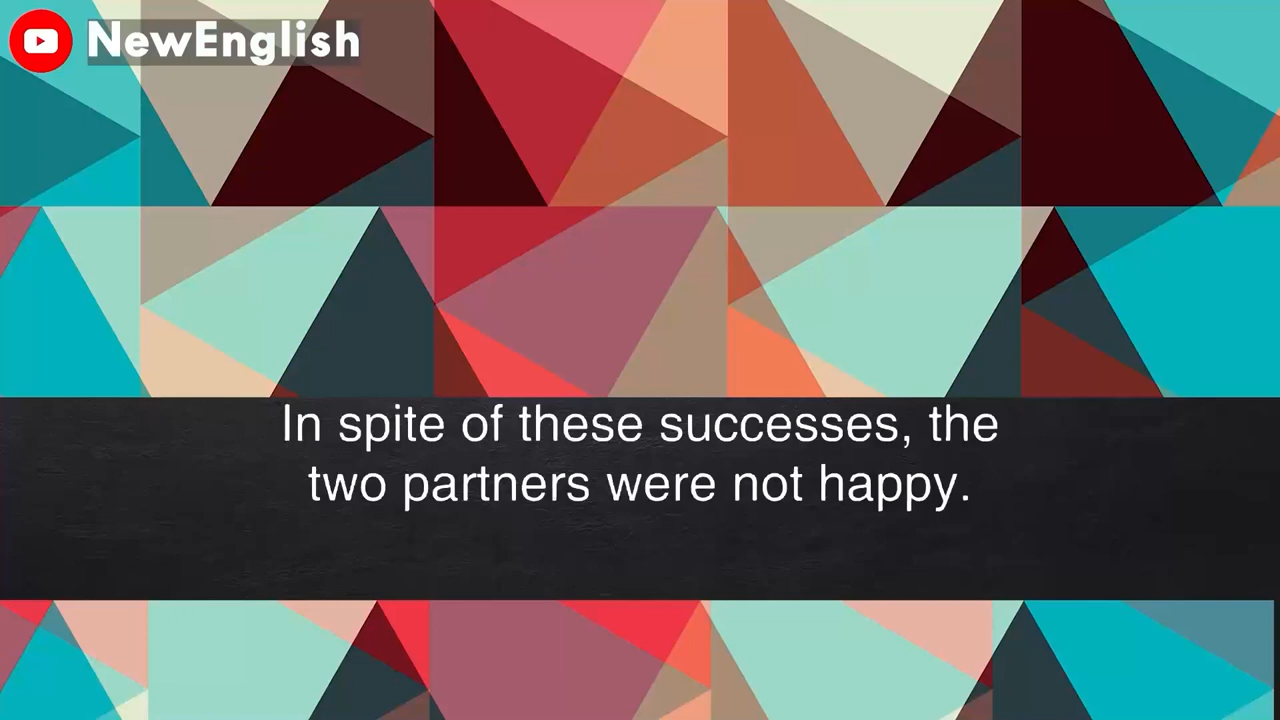 NewEnglish
In spite of these successes, the
two partners were not happy.